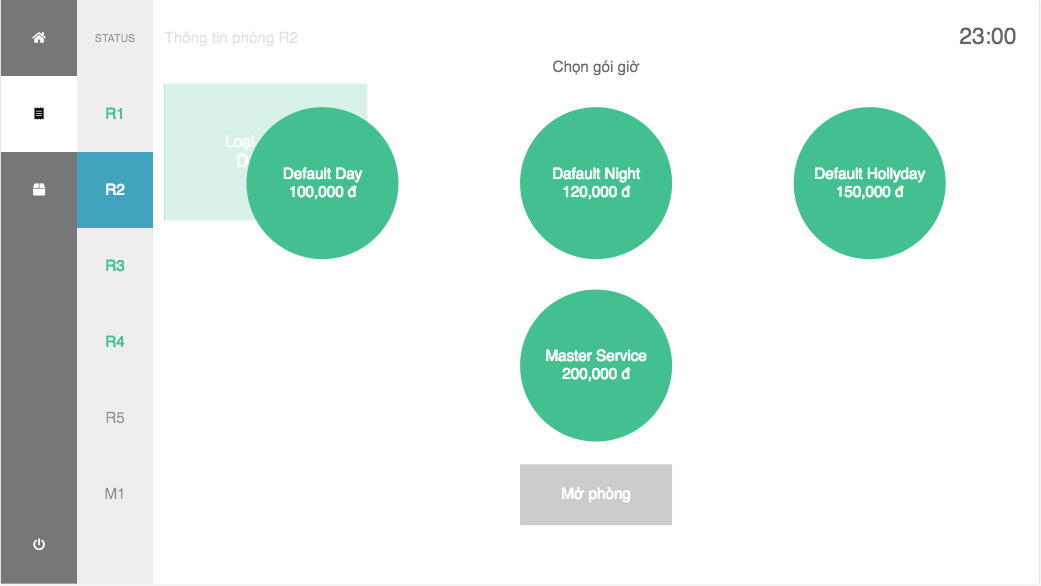 STATUS
Thông tin phòng R2
23:00
Chọn gói giờ
R1
R2
R3
R4
R5
M1
Loại
D
Default Day
100,000 đ
Dafault Night
120,000 đ
Default Hollyday
150,000 đ
Master Service
200,000 đ
Mở phòng